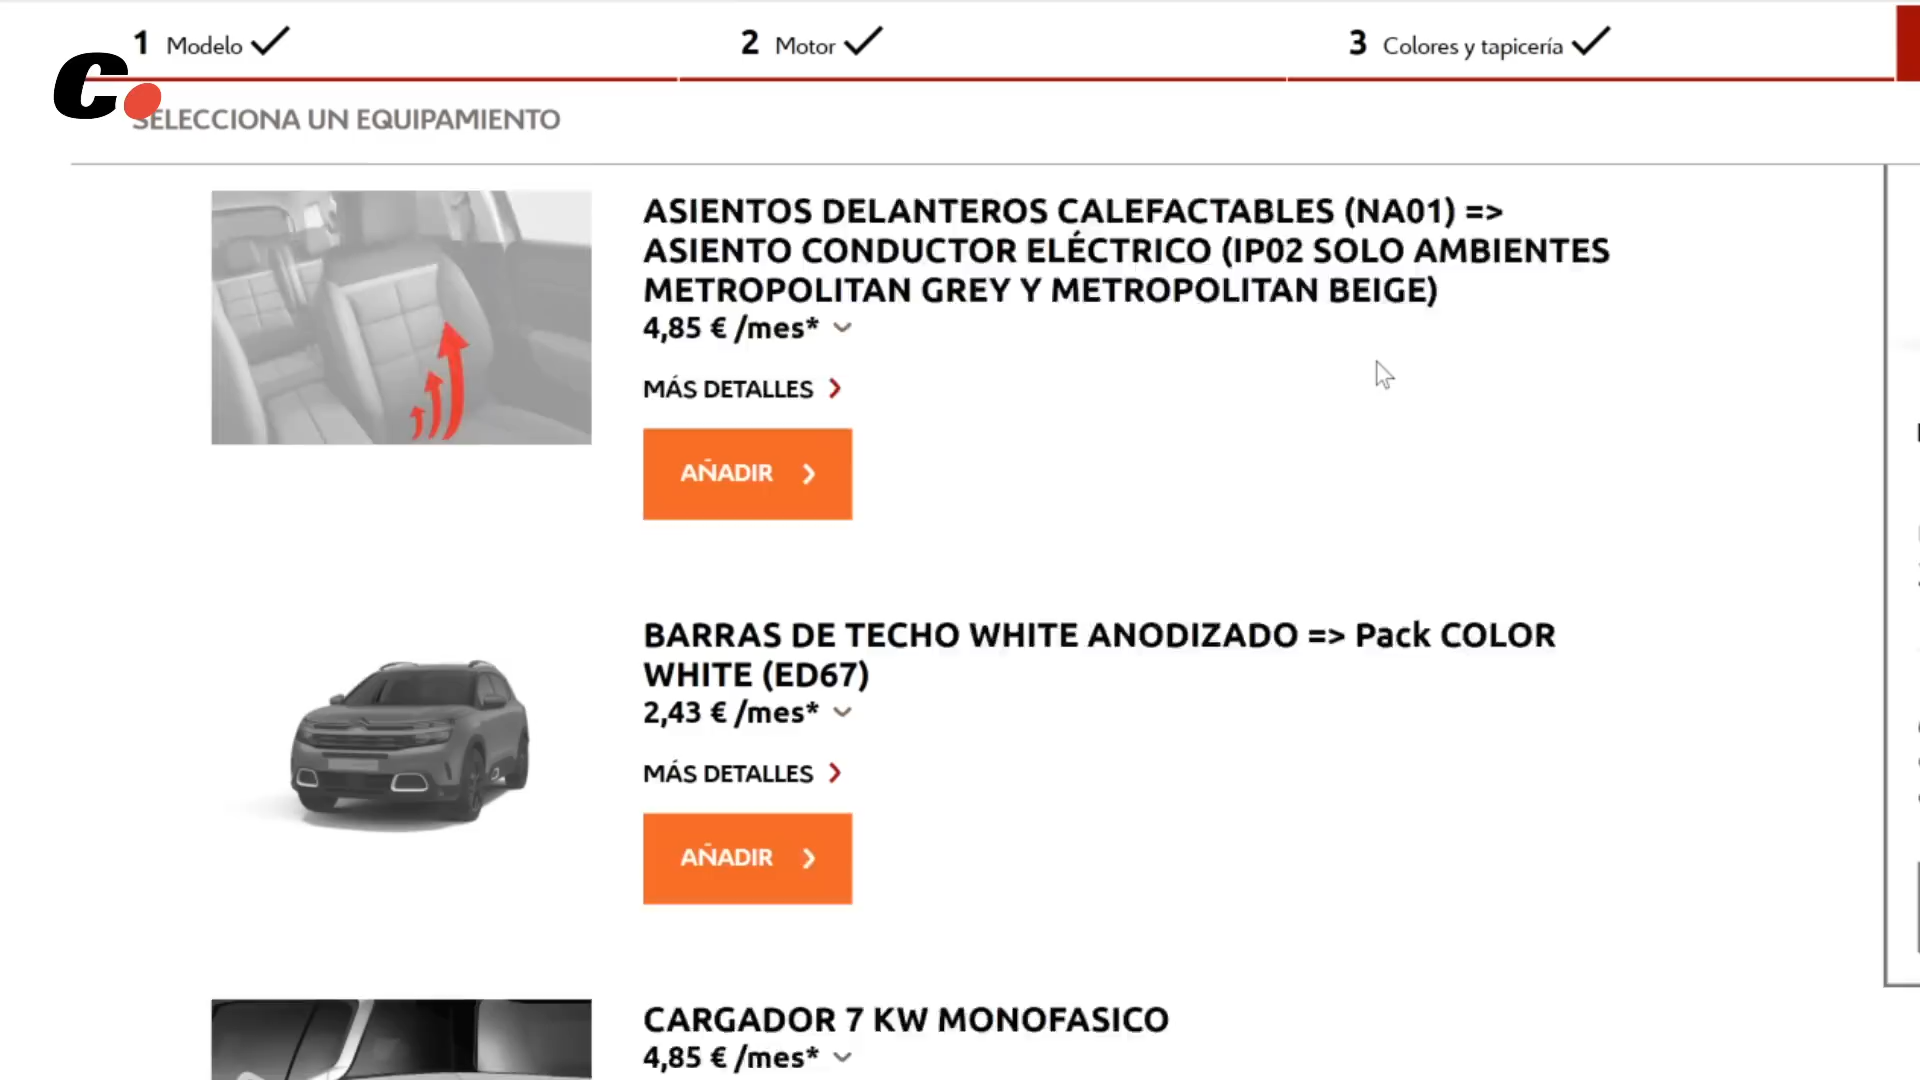 1 Modelo
2 Motor
3 Colores y tapicería
c.
SELECCIONA UN EQUIPAMIENTO
ASIENTOS DELANTEROS CALEFACTABLES (NA01) =>
ASIENTO CONDUCTOR ELÉCTRICO (IP02 SOLO AMBIENTES
METROPOLITAN GREY Y METROPOLITAN BEIGE)
4,85 € /mes*
MÁS DETALLES
AÑADIR
BARRAS DE TECHO WHITE ANODIZADO => Pack COLOR
WHITE (ED67)
2,43 € /mes*
MÁS DETALLES
AÑADIR
CARGADOR 7 KW MONOFASICO
4,85 € /mes*